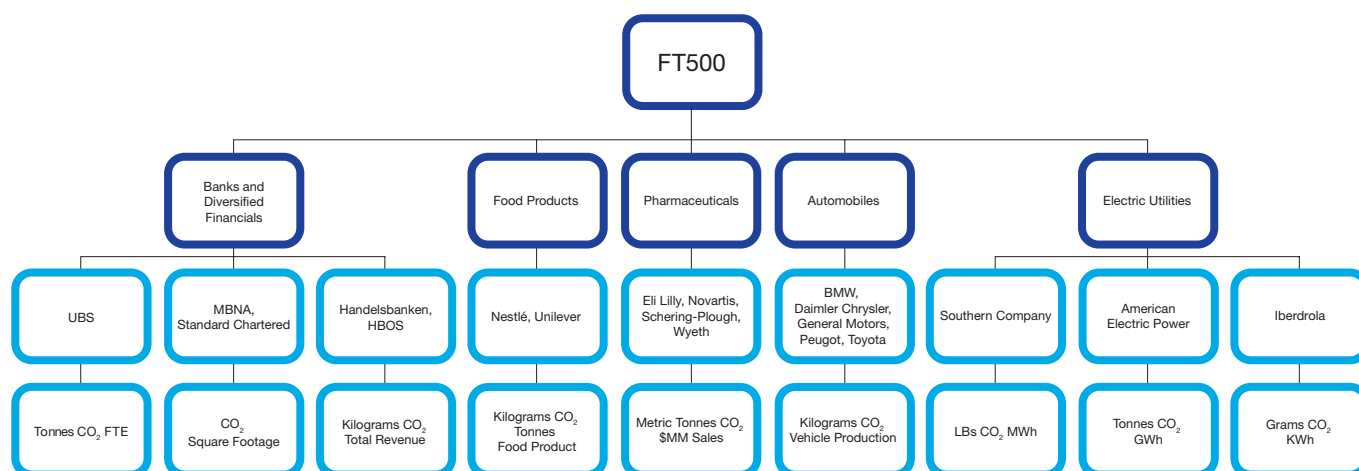 FT500
Banks and
Diversified
Financials
Food Products
Pharmaceuticals
Automobiles
Electric Utilities
UBS
MBNA,
Standard Chartered
Handelsbanken,
HBOS
Nestlé, Unilever
Eli Lilly, Novartis,
Schering-Plough,
Wyeth
BMW,
Daimler Chrysler,
General Motors,
Peugot, Toyota
Southern Company
American
Electric Power
Iberdrola
Tonnes CO₂ FTE
CO₂
Square Footage
Kilograms CO₂
Total Revenue
Kilograms CO₂
Tonnes
Food Product
Metric Tonnes CO₂
$MM Sales
Kilograms CO₂
Vehicle Production
LBs CO₂ MWh
Tonnes CO₂
GWh
Grams CO₂
KWh